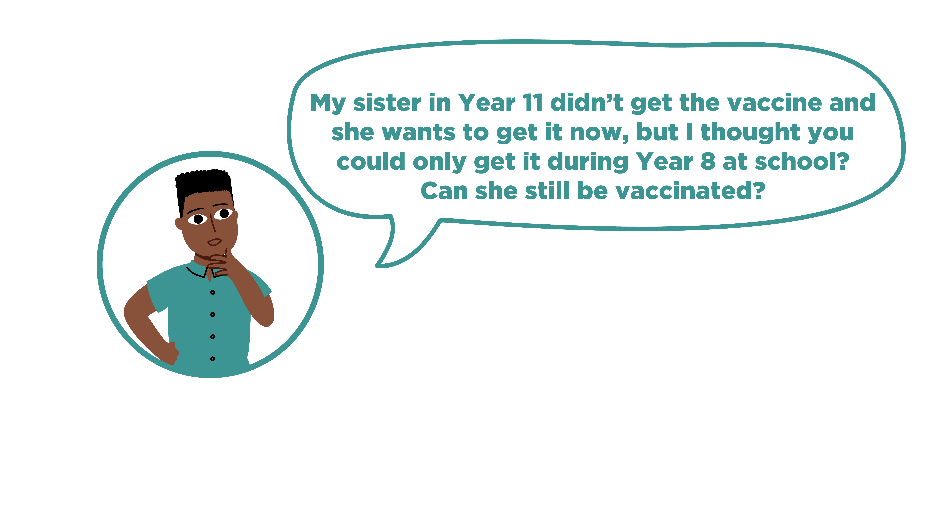 My sister in Year 11 didn’t get the vaccine and
she wants to get it now, but I thought you
could only get it during Year 8 at school?
Can she still be vaccinated?